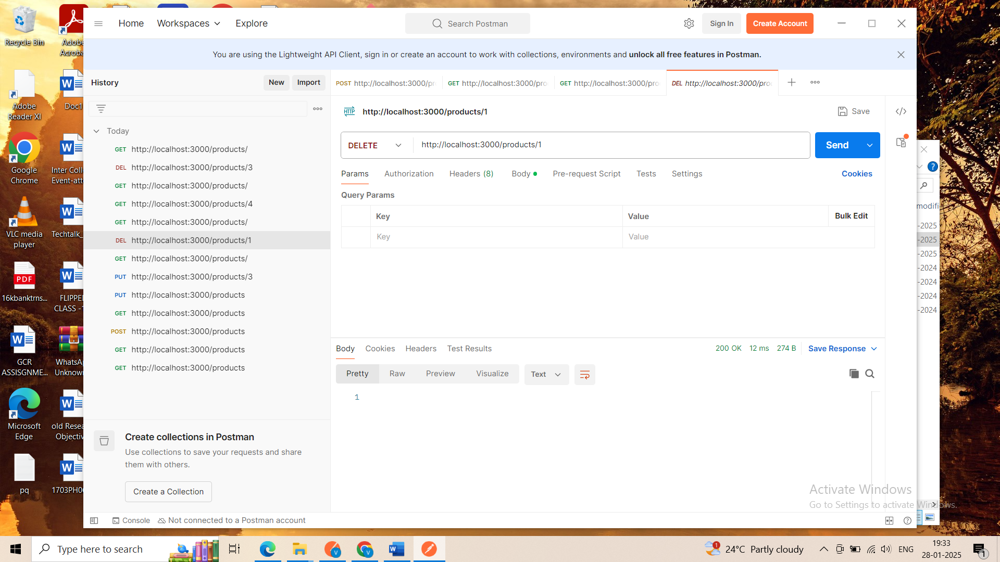 Recycle Bin
Adobe
Acroba
Adobe
Reader XI
Doc1
Google
Chrome
Inter Coll
Event-att
VLC media
player
Techtalk_
PDF
16kbanktrns...
FLIPPE
CLASS -1
GCR
ASSISGNME...
WhatsAp
Unknow
Microsoft
Edge
old Resea
Objectiv
pq
1703PH0
Home
Workspaces
Explore
Search Postman
Sign In
Create Account
You are using the Lightweight API Client, sign in or create an account to work with collections, environments and unlock all free features in Postman.
History
New
Import
Today
GET http://localhost:3000/products/
DEL http://localhost:3000/products/3
GET http://localhost:3000/products/
GET http://localhost:3000/products/4
GET http://localhost:3000/products/
DEL http://localhost:3000/products/1
GET http://localhost:3000/products/
PUT http://localhost:3000/products/3
PUT http://localhost:3000/products
GET http://localhost:3000/products
POST http://localhost:3000/products
GET http://localhost:3000/products
GET http://localhost:3000/products
Create collections in Postman
Use collections to save your requests and share
them with others.
Create a Collection
POST http://localhost:3000/pr
GET http://localhost:3000/pro
GET http://localhost:3000/pro
DEL http://localhost:3000/pro
HTTP http://localhost:3000/products/1
Save
DELETE
http://localhost:3000/products/1
Send
Params
Authorization
Headers (8)
Body
Pre-request Script
Tests
Settings
Cookies
Query Params
Key
Value
Bulk Edit
Key
Value
Body
Cookies
Headers
Test Results
200 OK
12 ms
274 B
Save Response
Pretty
Raw
Preview
Visualize
Text
1
modifi
-2025
-2025
-2025
-2024
-2024
-2024
-2024
Activate Windows
Go to Settings to activate Windows.
Console
Not connected to a Postman account
Type here to search
1
24°C Partly cloudy
ENG
19:33
28-01-2025
1